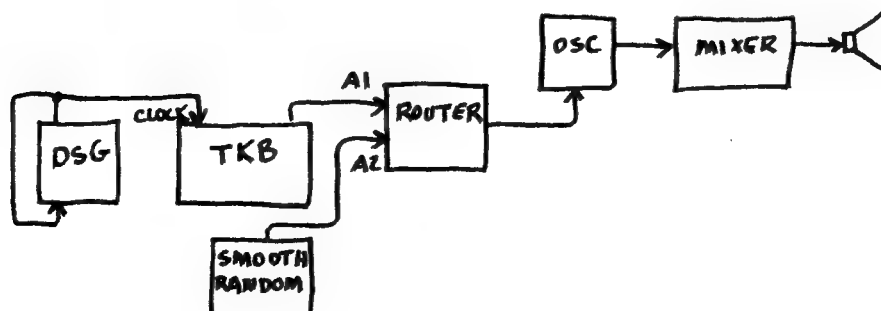 OSC
MIXER
A1
ROUTER
CLOCK
DSG
TKB
A2
SMOOTH
RANDOM